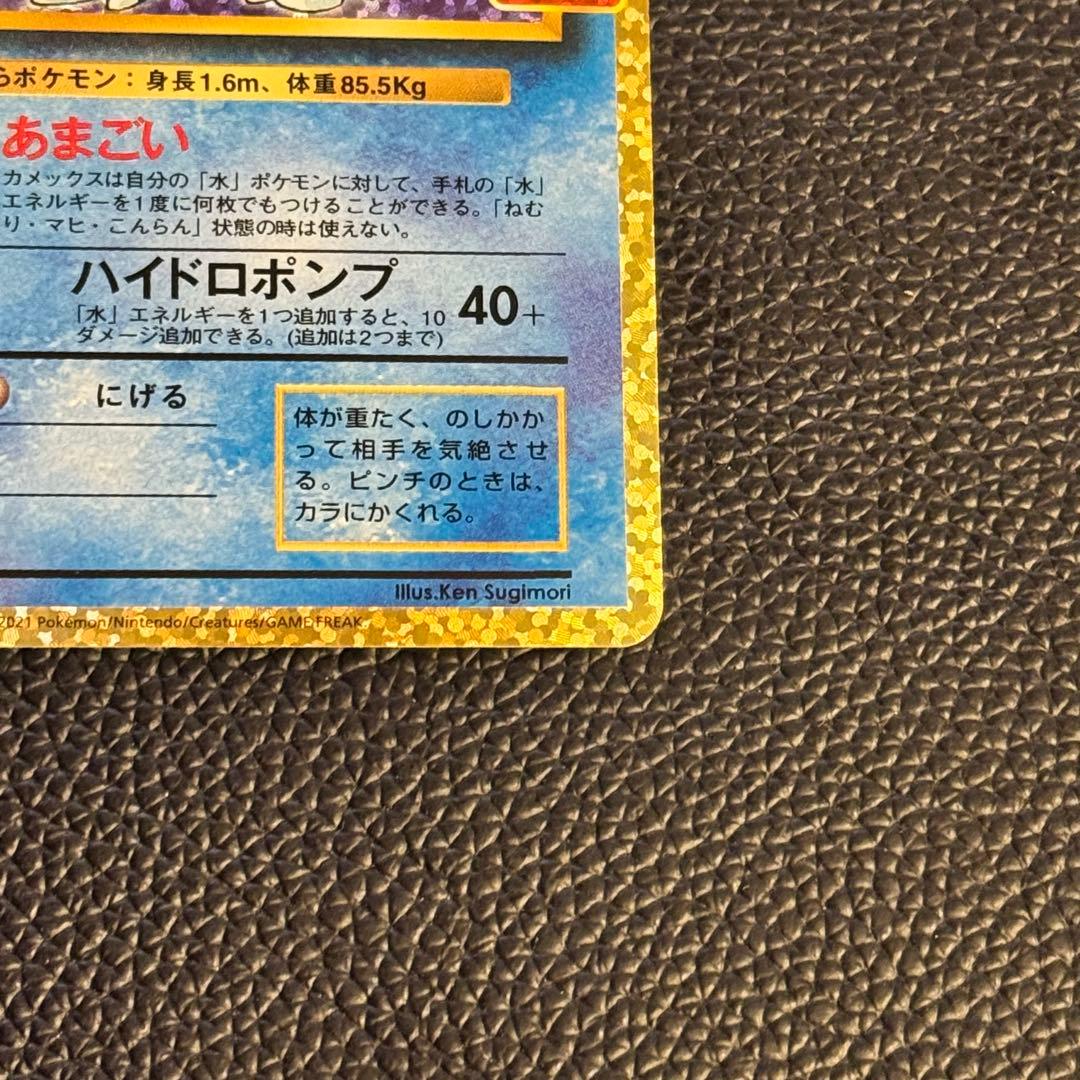 らポケモン：身長1.6m、体重85.5Kg
あまごい
カメックスは自分の「水」ポケモンに対して、手札の「水」
エネルギーを1度に何枚でもつけることができる。「ねむ
り・マヒ・こんらん」状態の時は使えない。
ハイドロポンプ 40+
「水」エネルギーを1つ追加すると、10
ダメージ追加できる。(追加は2つまで)
にげる
体が重たく、のしかか
って相手を気絶させ
る。ピンチのときは、
カラにかくれる。
Illus.Ken Sugimori
2021 Pokémon/Nintendo/Creatures/GAME FREAK.